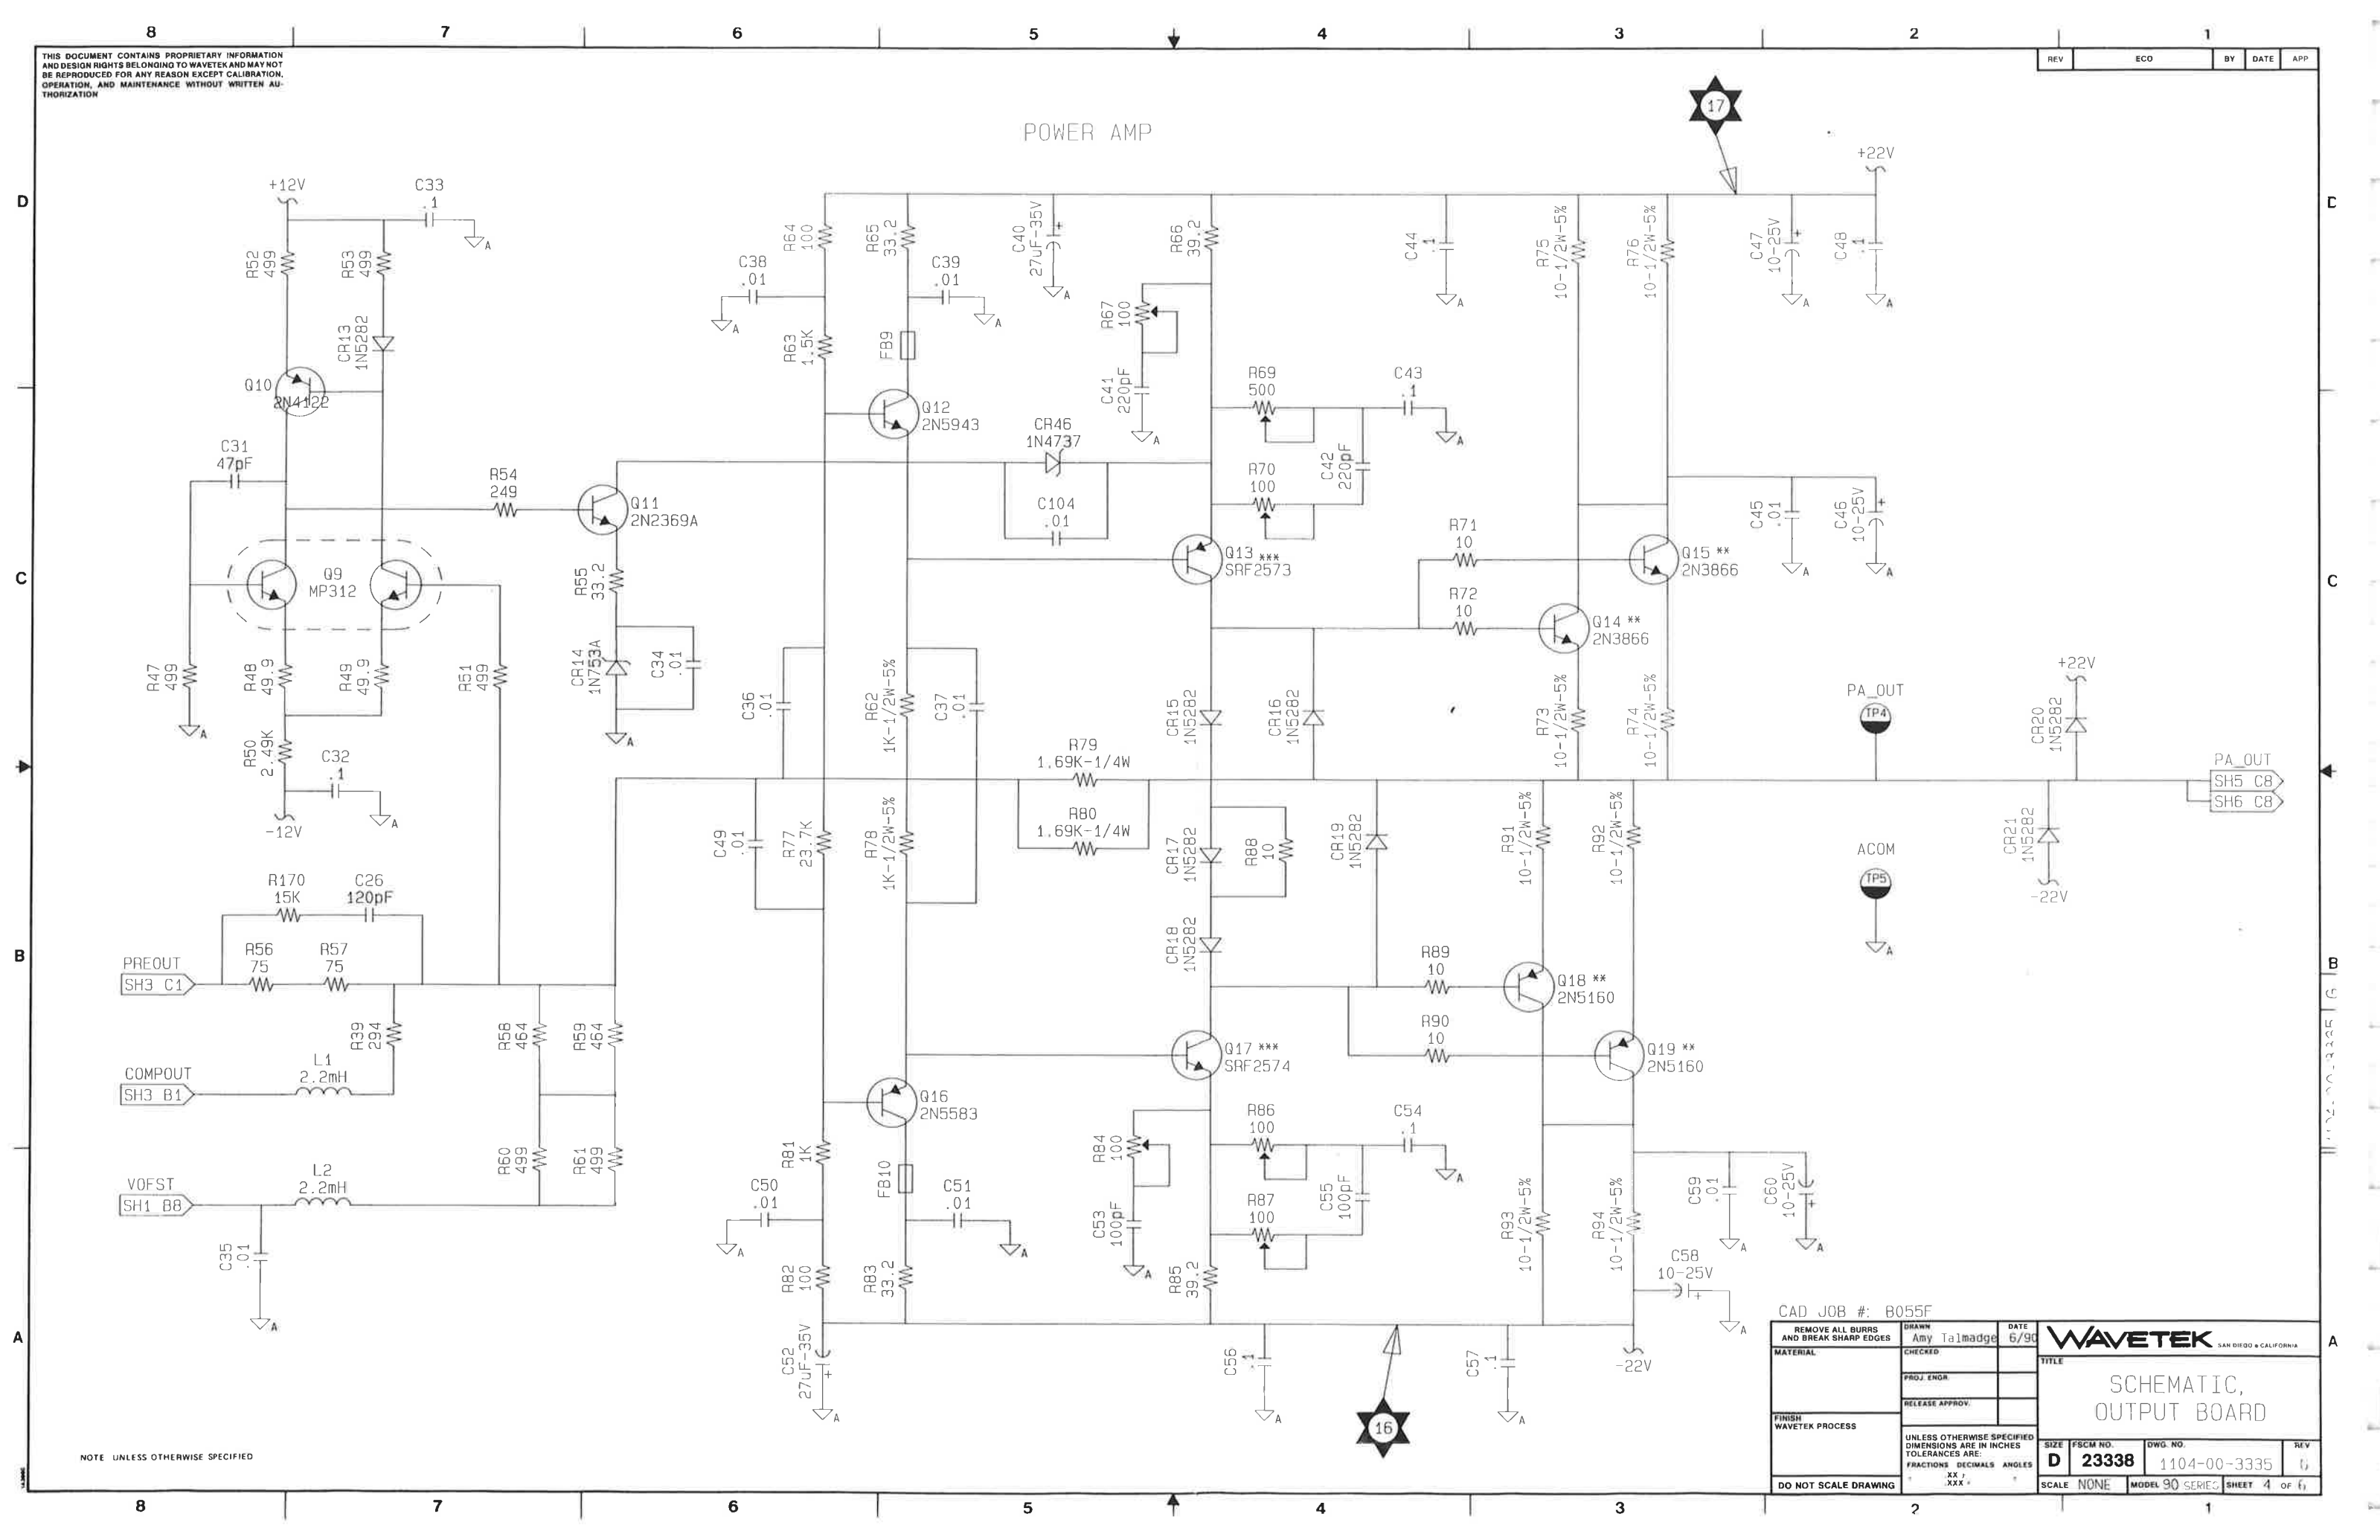 8 7 6 5 4 3 2 1
THIS DOCUMENT CONTAINS PROPRIETARY INFORMATION
AND DESIGN RIGHTS BELONGING TO WAVETEK AND MAY NOT
BE REPRODUCED FOR ANY REASON EXCEPT CALIBRATION,
OPERATION, AND MAINTENANCE WITHOUT WRITTEN AU-
THORIZATION
REV ECO BY DATE APP
POWER AMP
17
D
+12V
C33
.1
A
R52
499
R53
499
CR13
1N5282
Q10
2N4122
C31
47pF
R54
249
Q9
MP312
R47
499
A
R48
49.9
R49
49.9
R51
499
R50
2.49K
C32
.1
A
-12V
Q11
2N2369A
R55
33.2
CR14
1N753A
C34
.01
A
R64
100
R65
33.2
C38
.01
A
C39
.01
A
C40
27uF-35V
+
A
R63
1.5K
FB9
Q12
2N5943
CR46
1N4737
C104
.01
R66
39.2
R67
100
C41
220pF
A
R69
500
C43
.1
A
R70
100
C42
220pF
C44
.1
A
R75
10-1/2W-5%
R76
10-1/2W-5%
+22V
C47
10-25V
+
A
C48
.1
A
C45
.01
A
C46
10-25V
+
A
Q13 ***
SRF2573
R71
10
R72
10
Q15 **
2N3866
Q14 **
2N3866
C
C36
.01
R62
1K-1/2W-5%
C37
.01
CR15
1N5282
CR16
1N5282
R73
10-1/2W-5%
R74
10-1/2W-5%
PA_OUT
TP4
+22V
CR20
1N5282
PA_OUT
SH5 C8
SH6 C8
R79
1.69K-1/4W
R80
1.69K-1/4W
C49
.01
R77
23.7K
R78
1K-1/2W-5%
CR17
1N5282
R88
10
CR19
1N5282
R91
10-1/2W-5%
R92
10-1/2W-5%
ACOM
TP5
A
CR21
1N5282
-22V
R170
15K
C26
120pF
R56
75
R57
75
PREOUT
SH3 C1
B
R39
294
L1
2.2mH
COMPOUT
SH3 B1
R58
464
R59
464
R60
499
R61
499
VOFST
SH1 B8
L2
2.2mH
C35
.01
A
CR18
1N5282
R89
10
R90
10
Q18 **
2N5160
Q19 **
2N5160
Q17 ***
SRF2574
Q16
2N5583
R81
1K
FB10
C50
.01
A
C51
.01
A
R82
100
R83
33.2
R84
100
C53
100pF
A
R86
100
C54
.1
A
R87
100
C55
100pF
R85
39.2
R93
10-1/2W-5%
R94
10-1/2W-5%
C59
.01
A
C60
10-25V
+
A
C58
10-25V
+
A
C52
27uF-35V
+
A
C56
.1
A
C57
.1
A
-22V
16
A
NOTE UNLESS OTHERWISE SPECIFIED
CAD JOB #: B055F
REMOVE ALL BURRS
AND BREAK SHARP EDGES
MATERIAL
FINISH
WAVETEK PROCESS
DO NOT SCALE DRAWING
DRAWN DATE
Amy Talmadge 6/90
CHECKED
PROJ. ENGR.
RELEASE APPROV.
UNLESS OTHERWISE SPECIFIED
DIMENSIONS ARE IN INCHES
TOLERANCES ARE:
FRACTIONS DECIMALS ANGLES
.XX
.XXX
WAVETEK SAN DIEGO • CALIFORNIA
TITLE
SCHEMATIC,
OUTPUT BOARD
SIZE FSCM NO. DWG. NO. REV
D 23338 1104-00-3335
SCALE NONE MODEL 90 SERIES SHEET 4 OF 6
8 7 6 5 4 3 2 1